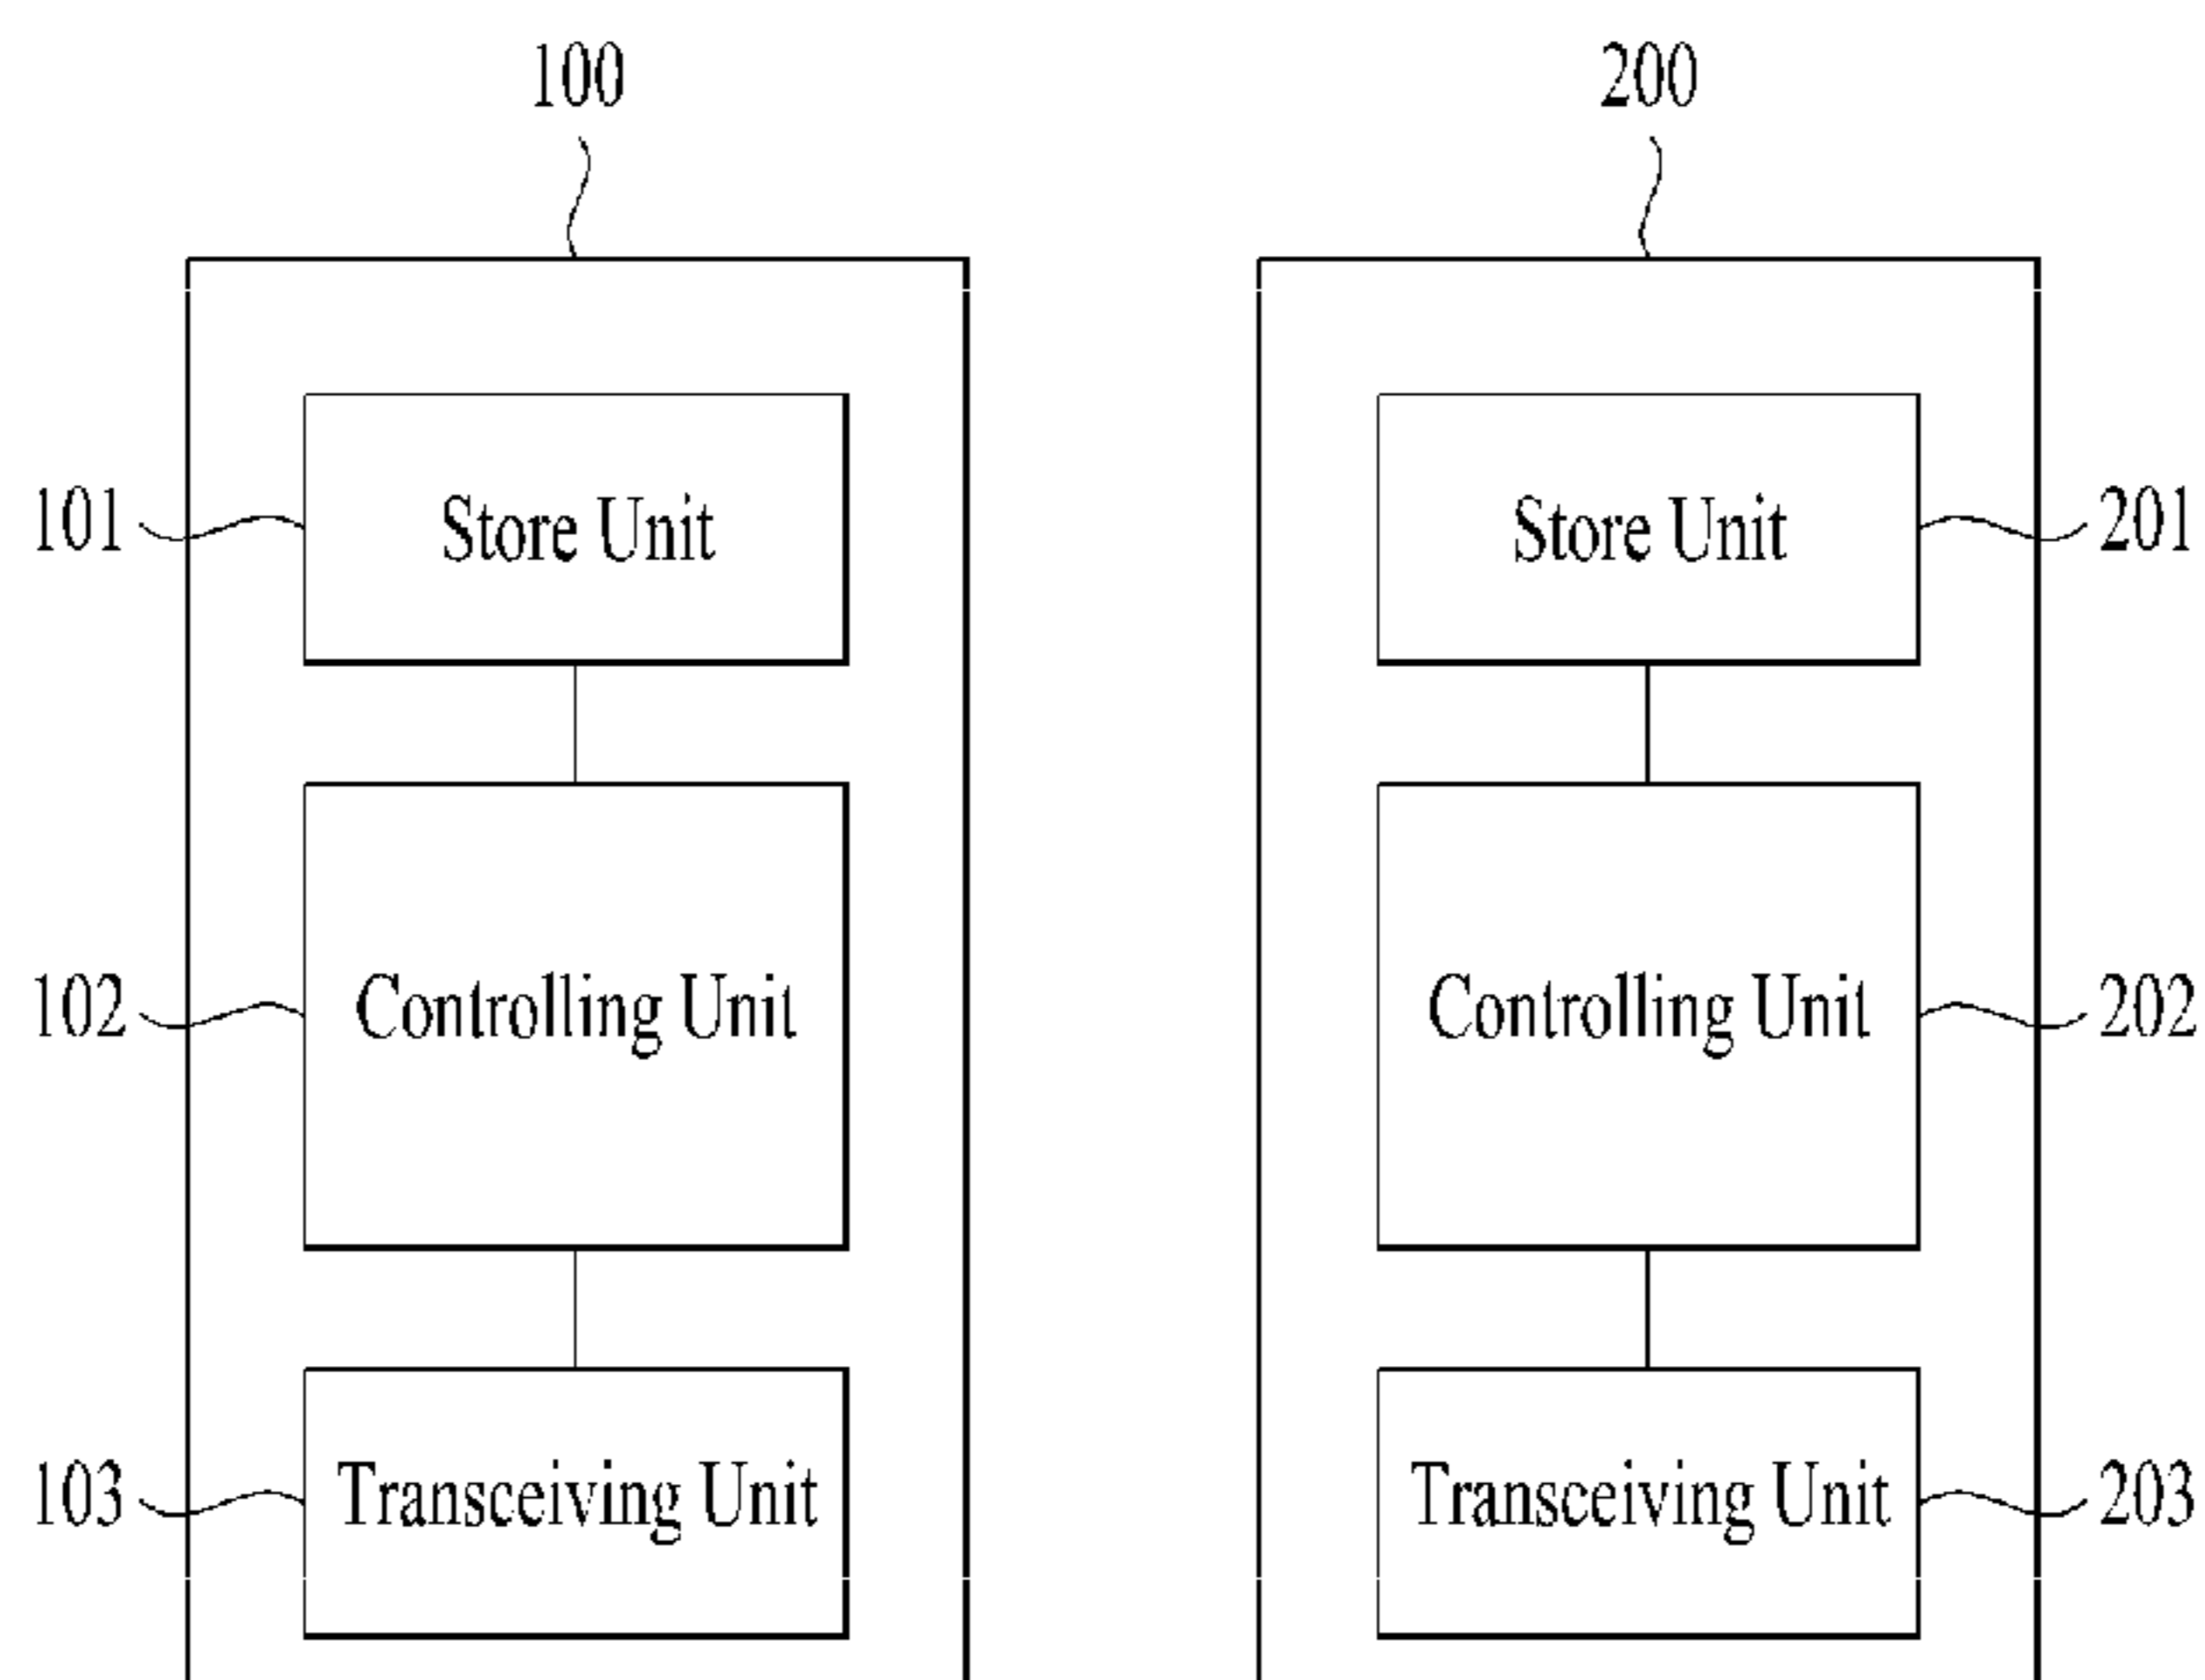 100 200
101 Store Unit Store Unit 201
102 Controlling Unit Controlling Unit 202
103 Transceiving Unit Transceiving Unit 203